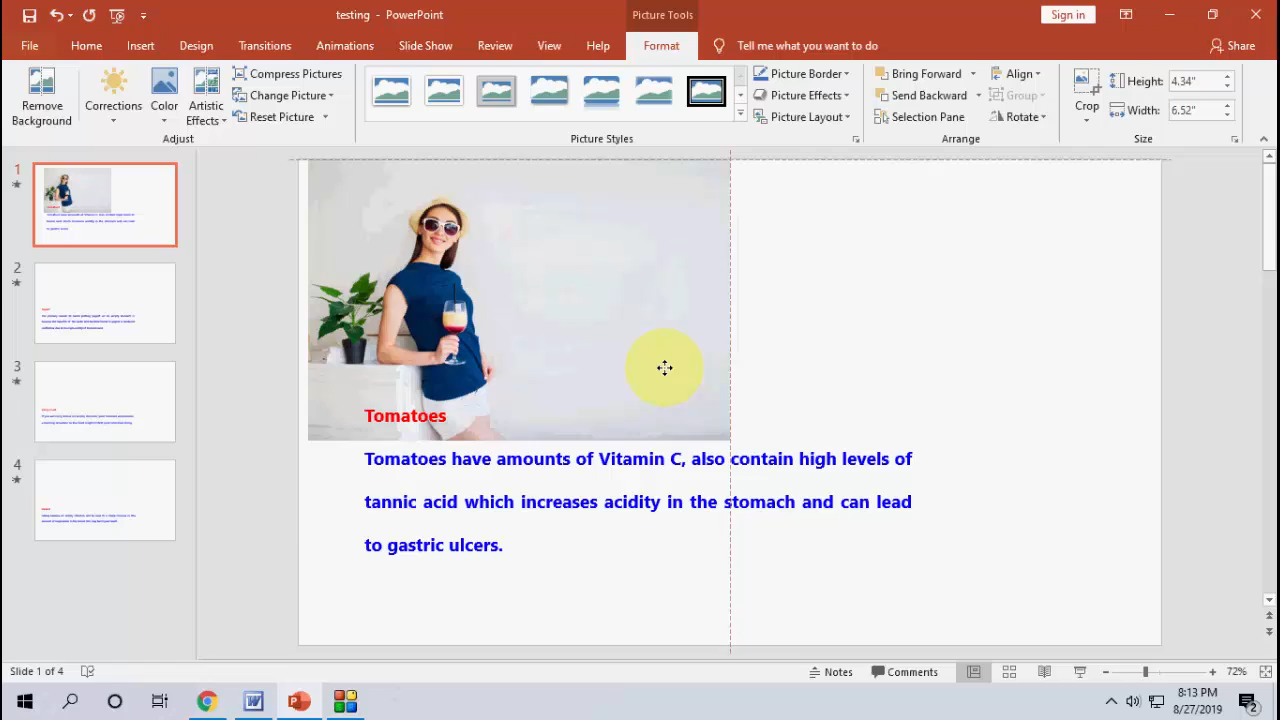 testing - PowerPoint
Picture Tools
Sign in
File
Home
Insert
Design
Transitions
Animations
Slide Show
Review
View
Help
Format
Tell me what you want to do
Share
Remove
Background
Corrections
Color
Artistic
Effects
Compress Pictures
Change Picture
Reset Picture
Adjust
Picture Styles
Picture Border
Picture Effects
Picture Layout
Bring Forward
Send Backward
Selection Pane
Align
Group
Rotate
Arrange
Crop
Height: 4.34"
Width: 6.52"
Size
1
2
3
4
Tomatoes
Tomatoes have amounts of Vitamin C, also contain high levels of
tannic acid which increases acidity in the stomach and can lead
to gastric ulcers.
Slide 1 of 4
Notes
Comments
72%
8:13 PM
8/27/2019
2